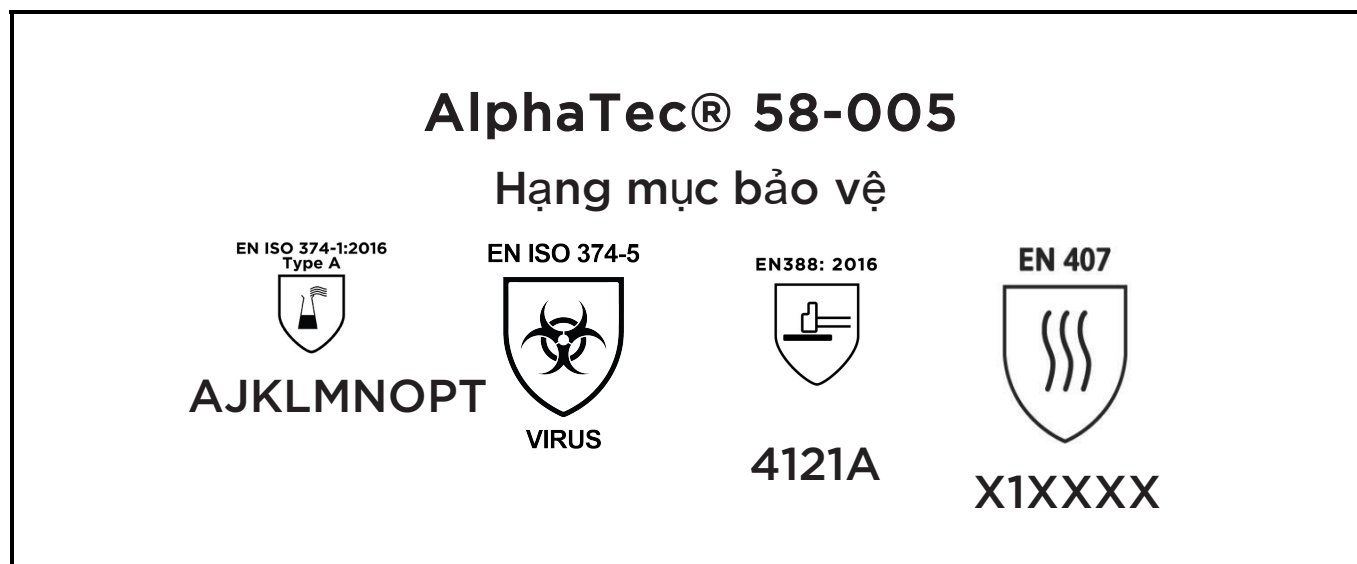 AlphaTec® 58-005
Hạng mục bảo vệ
EN ISO 374-1:2016
Type A
AJKLMNOPT
EN ISO 374-5
VIRUS
EN388: 2016
4121A
EN 407
X1XXXX